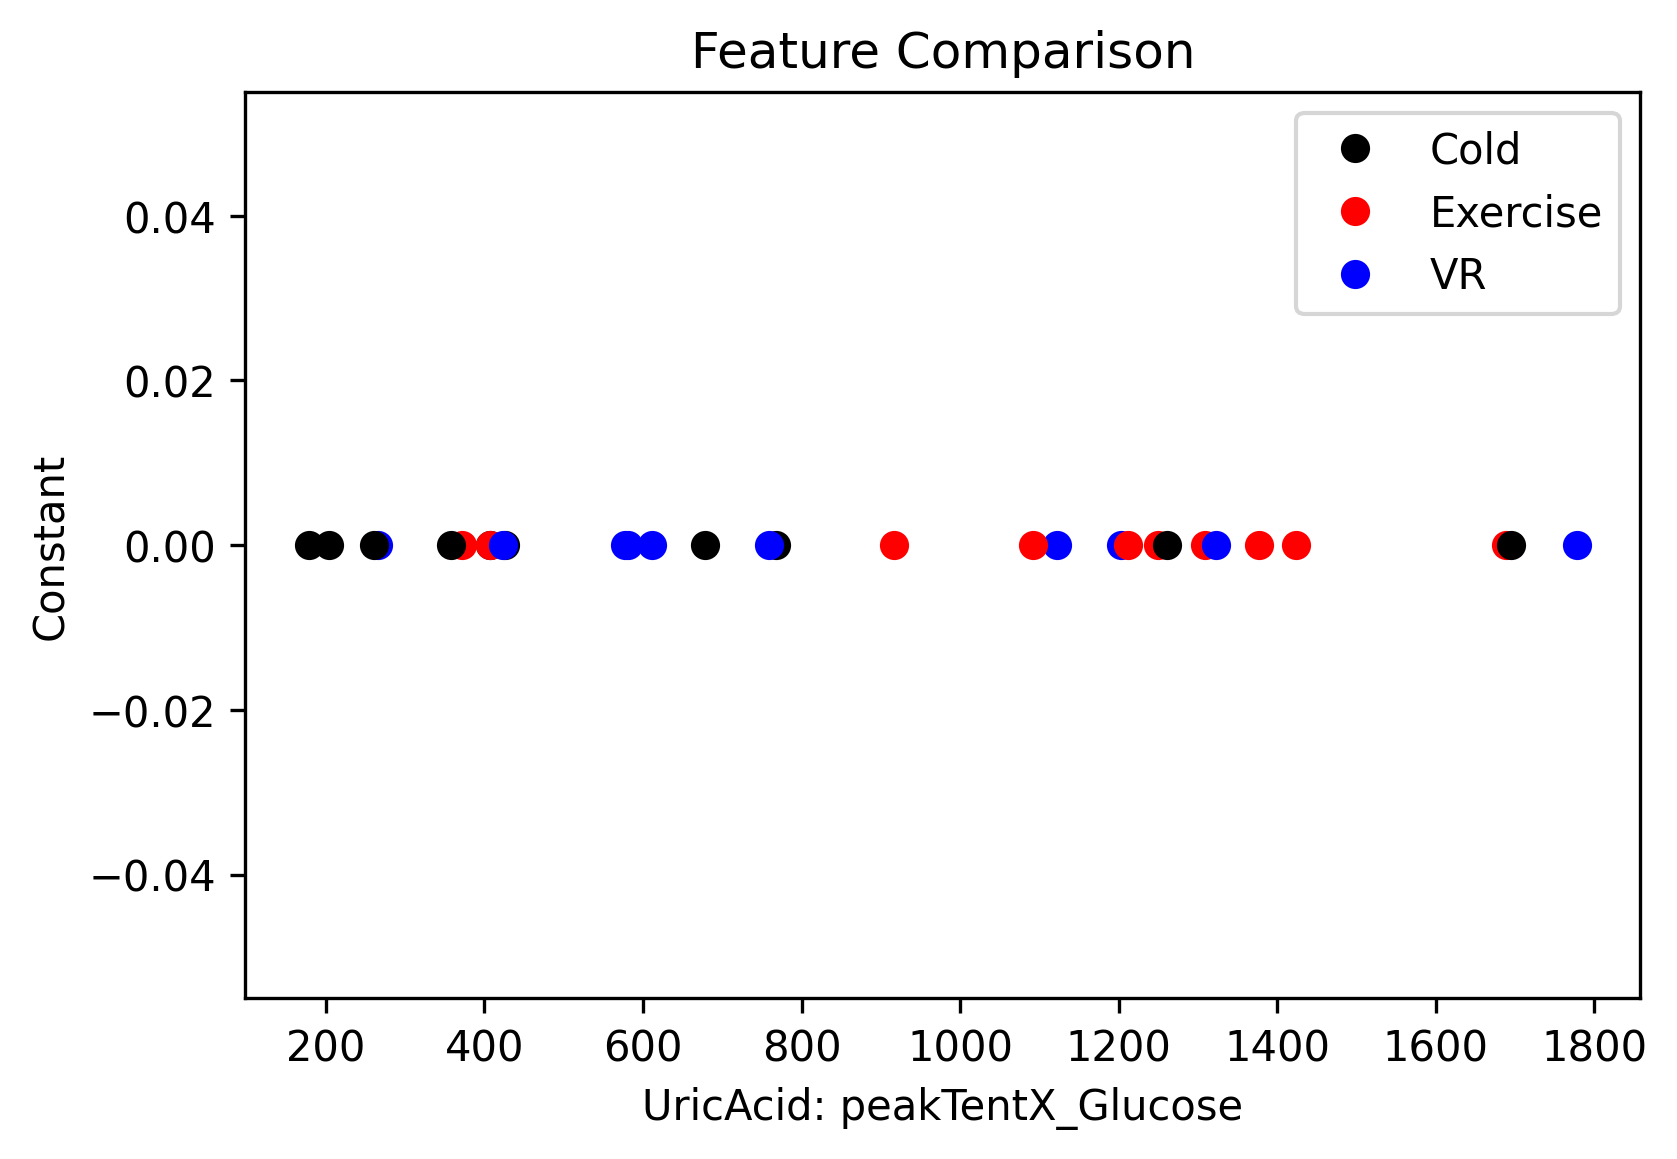 Feature Comparison
Cold
Exercise
VR
0.04
0.02
0.00
−0.02
−0.04
Constant
200 400 600 800 1000 1200 1400 1600 1800
UricAcid: peakTentX_Glucose